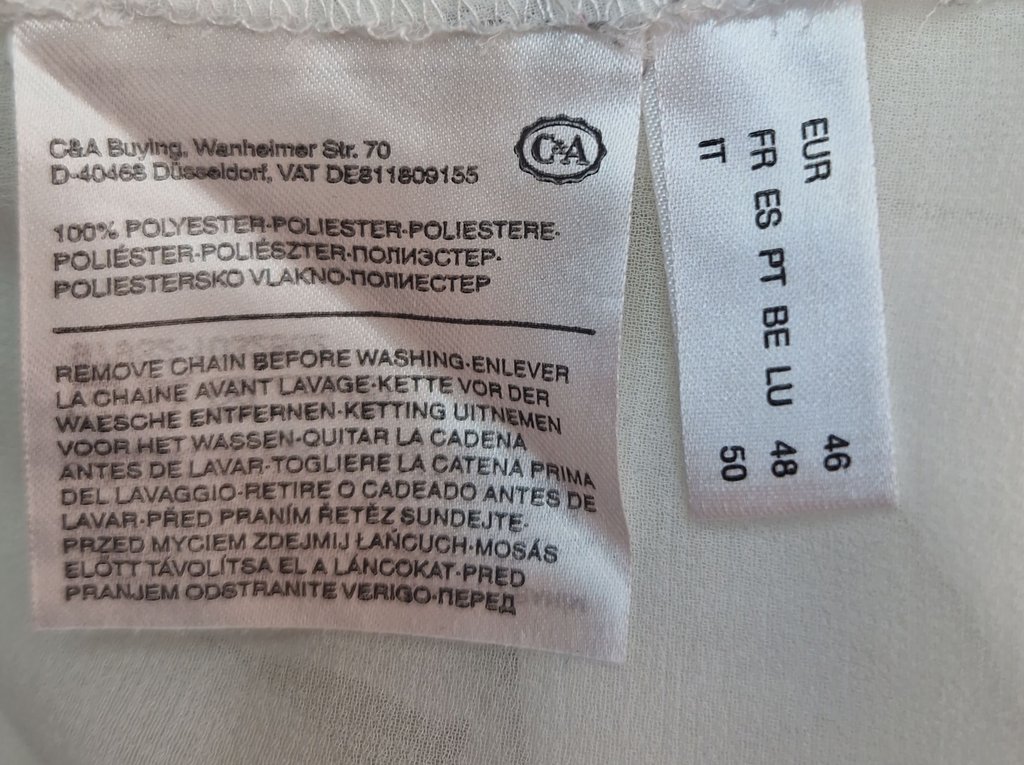 C&A Buying, Wanheimer Str. 70
D-40468 Düsseldorf, VAT DE811809155
C&A
100% POLYESTER·POLIESTER·POLIESTERE·
POLIÉSTER·POLIÉSZTER·ПОЛИЭСТЕР·
POLIESTERSKO VLAKNO·ПОЛИЕСТЕР
REMOVE CHAIN BEFORE WASHING·ENLEVER
LA CHAINE AVANT LAVAGE·KETTE VOR DER
WAESCHE ENTFERNEN·KETTING UITNEMEN
VOOR HET WASSEN·QUITAR LA CADENA
ANTES DE LAVAR·TOGLIERE LA CATENA PRIMA
DEL LAVAGGIO·RETIRE O CADEADO ANTES DE
LAVAR·PŘED PRANÍM ŘETĚZ SUNDEJTE·
PRZED MYCIEM ZDEJMIJ ŁAŃCUCH·MOSÁS
ELŐTT TÁVOLÍTSA EL A LÁNCOKAT·PRED
PRANJEM ODSTRANITE VERIGO·ПЕРЕД
EUR 46
FR ES PT BE LU 48
IT 50